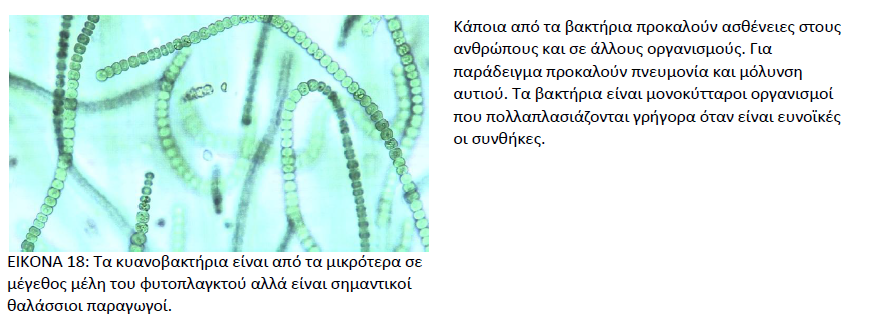 Κάποια από τα βακτήρια προκαλούν ασθένειες στους
ανθρώπους και σε άλλους οργανισμούς. Για
παράδειγμα προκαλούν πνευμονία και μόλυνση
αυτιού. Τα βακτήρια είναι μονοκύτταροι οργανισμοί
που πολλαπλασιάζονται γρήγορα όταν είναι ευνοϊκές
οι συνθήκες.
ΕΙΚΟΝΑ 18: Τα κυανοβακτήρια είναι από τα μικρότερα σε
μέγεθος μέλη του φυτοπλαγκτού αλλά είναι σημαντικοί
θαλάσσιοι παραγωγοί.